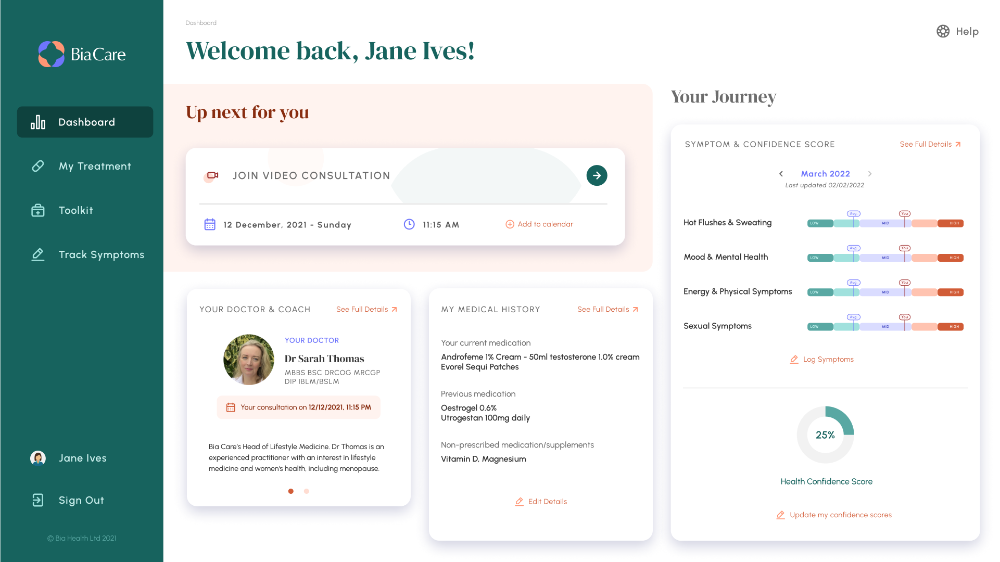 Bia Care
Dashboard
My Treatment
Toolkit
Track Symptoms
Jane Ives
Sign Out
© Bia Health Ltd 2021
Dashboard
Welcome back, Jane Ives!
Help
Up next for you
JOIN VIDEO CONSULTATION
12 December, 2021 - Sunday
11:15 AM
Add to calendar
YOUR DOCTOR & COACH
See Full Details
YOUR DOCTOR
Dr Sarah Thomas
MBBS BSC DRCOG MRCGP
DIP IBLM/BSLM
Your consultation on 12/12/2021, 11:15 PM
Bia Care's Head of Lifestyle Medicine. Dr Thomas is an
experienced practitioner with an interest in lifestyle
medicine and women's health, including menopause.
MY MEDICAL HISTORY
See Full Details
Your current medication
Androfeme 1% Cream - 50ml testosterone 1.0% cream
Evorel Sequi Patches
Previous medication
Oestrogel 0.6%
Utrogestan 100mg daily
Non-prescribed medication/supplements
Vitamin D, Magnesium
Edit Details
Your Journey
SYMPTOM & CONFIDENCE SCORE
See Full Details
March 2022
Last updated 02/02/2022
Avg. You
Hot Flushes & Sweating
LOW MID HIGH
Avg. You
Mood & Mental Health
LOW MID HIGH
Avg. You
Energy & Physical Symptoms
LOW MID HIGH
Avg. You
Sexual Symptoms
LOW MID HIGH
Log Symptoms
25%
Health Confidence Score
Update my confidence scores